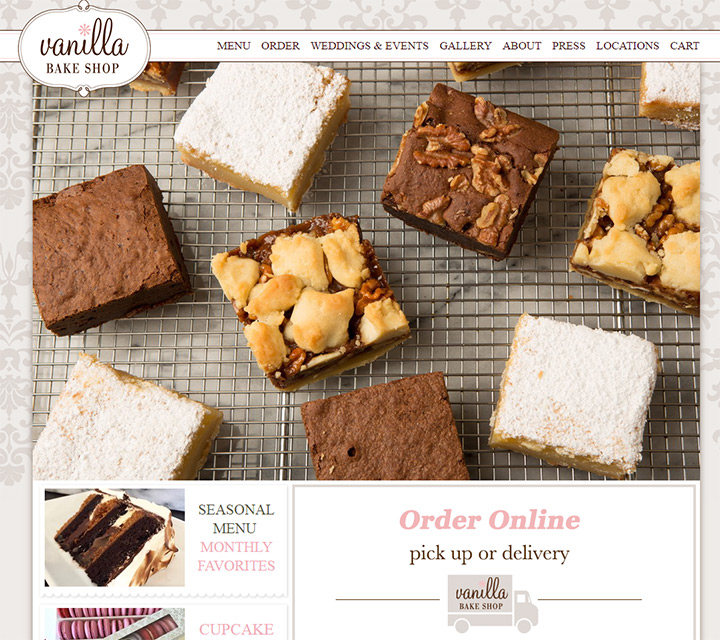 vanilla
BAKE SHOP
MENU ORDER WEDDINGS & EVENTS GALLERY ABOUT PRESS LOCATIONS CART
SEASONAL
MENU
MONTHLY
FAVORITES
CUPCAKE
Order Online
pick up or delivery
vanilla
BAKE SHOP